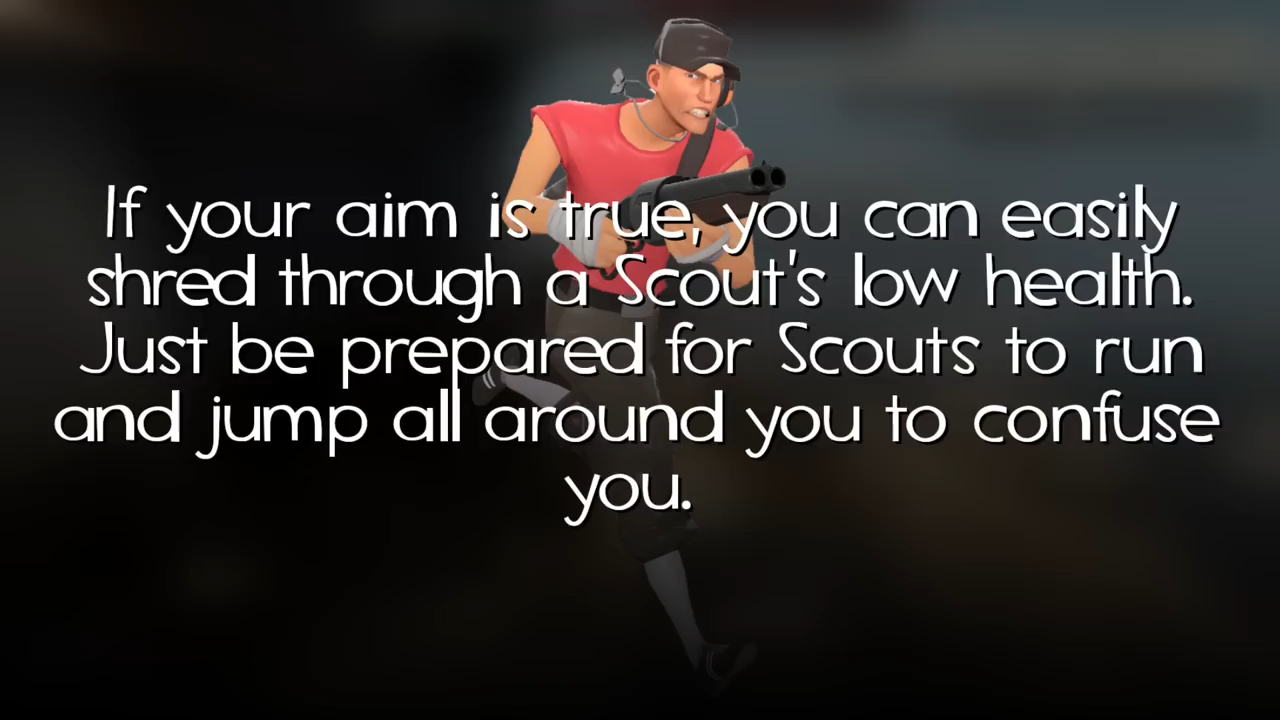 If your aim is true, you can easily
shred through a Scout's low health.
Just be prepared for Scouts to run
and jump all around you to confuse
you.